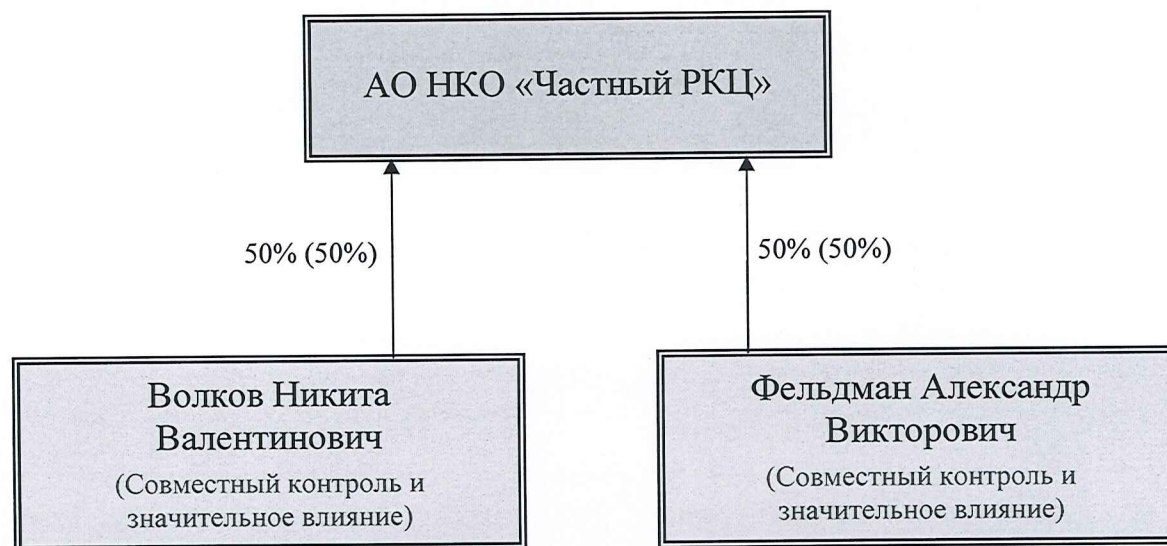 АО НКО «Частный РКЦ»
50% (50%)
50% (50%)
Волков Никита
Валентинович
(Совместный контроль и
значительное влияние)
Фельдман Александр
Викторович
(Совместный контроль и
значительное влияние)